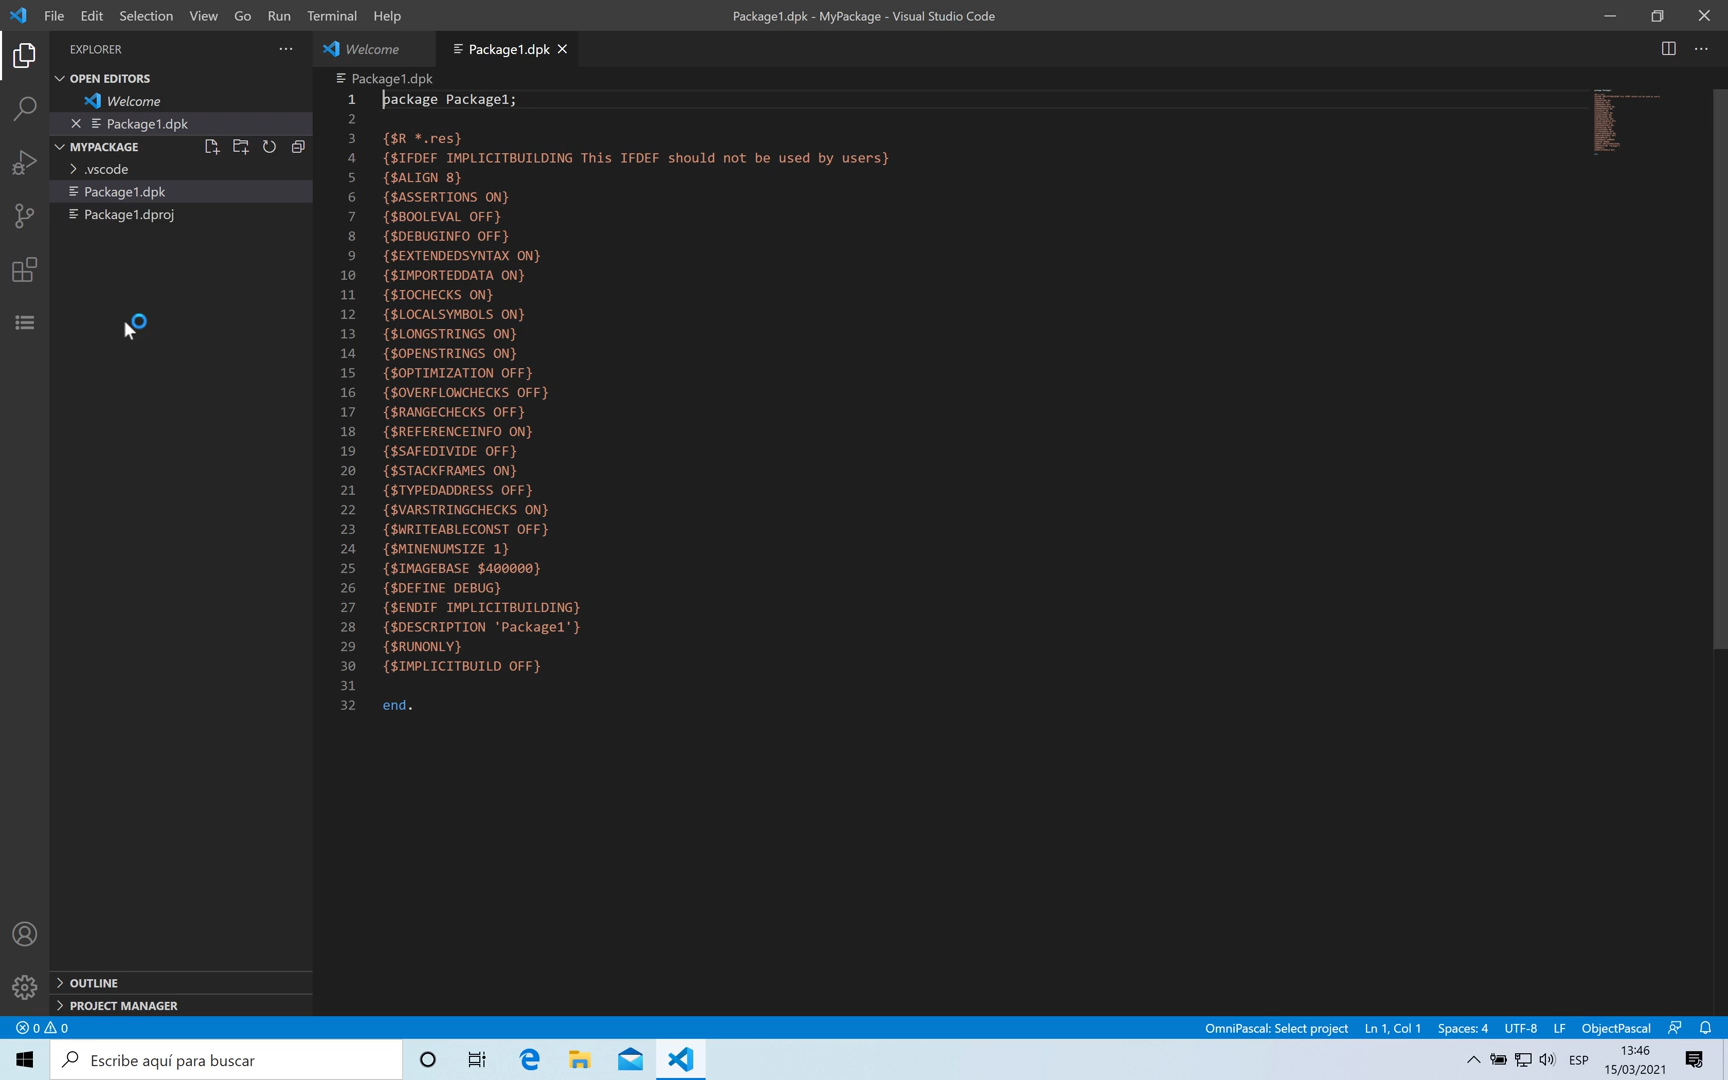 File Edit Selection View Go Run Terminal Help
Package1.dpk - MyPackage - Visual Studio Code
EXPLORER
OPEN EDITORS
Welcome
Package1.dpk
MYPACKAGE
.vscode
Package1.dpk
Package1.dproj
OUTLINE
PROJECT MANAGER
Welcome
Package1.dpk
Package1.dpk
1 package Package1;
2
3 {$R *.res}
4 {$IFDEF IMPLICITBUILDING This IFDEF should not be used by users}
5 {$ALIGN 8}
6 {$ASSERTIONS ON}
7 {$BOOLEVAL OFF}
8 {$DEBUGINFO OFF}
9 {$EXTENDEDSYNTAX ON}
10 {$IMPORTEDDATA ON}
11 {$IOCHECKS ON}
12 {$LOCALSYMBOLS ON}
13 {$LONGSTRINGS ON}
14 {$OPENSTRINGS ON}
15 {$OPTIMIZATION OFF}
16 {$OVERFLOWCHECKS OFF}
17 {$RANGECHECKS OFF}
18 {$REFERENCEINFO ON}
19 {$SAFEDIVIDE OFF}
20 {$STACKFRAMES ON}
21 {$TYPEDADDRESS OFF}
22 {$VARSTRINGCHECKS ON}
23 {$WRITEABLECONST OFF}
24 {$MINENUMSIZE 1}
25 {$IMAGEBASE $400000}
26 {$DEFINE DEBUG}
27 {$ENDIF IMPLICITBUILDING}
28 {$DESCRIPTION 'Package1'}
29 {$RUNONLY}
30 {$IMPLICITBUILD OFF}
31
32 end.
0 0
OmniPascal: Select project Ln 1, Col 1 Spaces: 4 UTF-8 LF ObjectPascal
Escribe aquí para buscar
ESP
13:46
15/03/2021